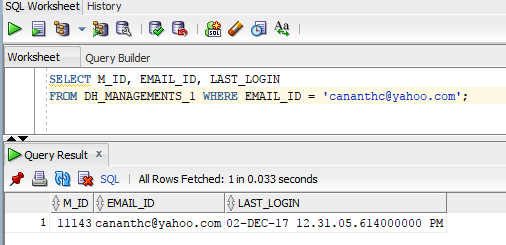 SQL Worksheet History
Worksheet Query Builder
SELECT M_ID, EMAIL_ID, LAST_LOGIN
FROM DH_MANAGEMENTS_1 WHERE EMAIL_ID = 'cananthc@yahoo.com';
Query Result x
SQL | All Rows Fetched: 1 in 0.033 seconds
M_ID EMAIL_ID LAST_LOGIN
1 11143 cananthc@yahoo.com 02-DEC-17 12.31.05.614000000 PM